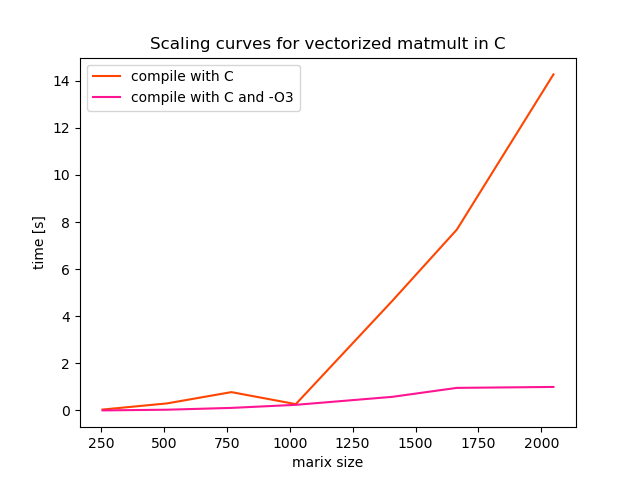 Scaling curves for vectorized matmult in C
compile with C
compile with C and -O3
time [s]
14
12
10
8
6
4
2
0
250 500 750 1000 1250 1500 1750 2000
marix size